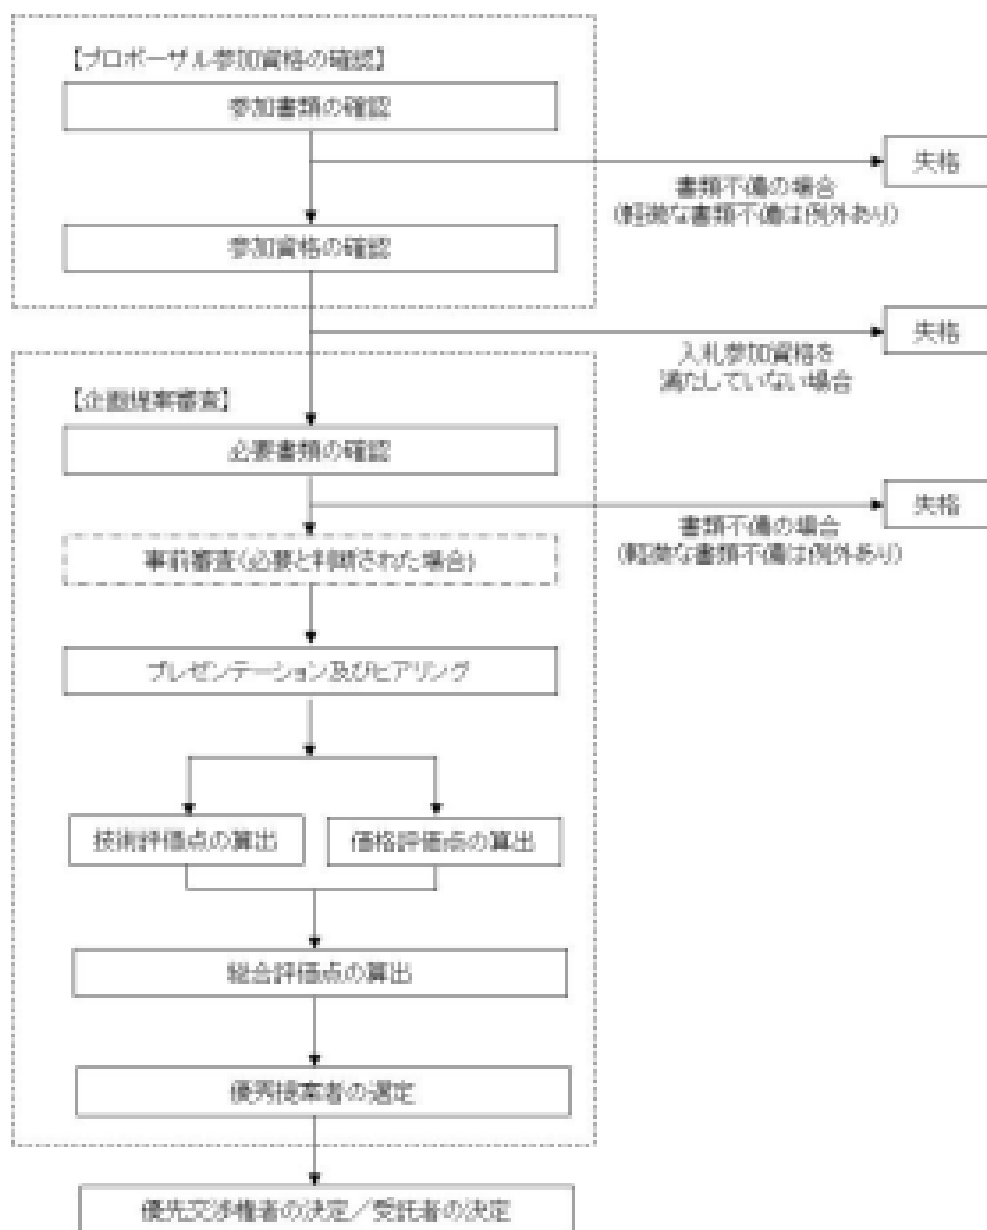 【プロポーザル参加資格の確認】
参加書類の確認
失格
書類不備の場合
(軽微な書類不備は例外あり)
参加資格の確認
失格
入札参加資格を
満たしていない場合
【企画提案審査】
必要書類の確認
失格
書類不備の場合
(軽微な書類不備は例外あり)
事前審査(必要と判断された場合)
プレゼンテーション及びヒアリング
技術評価点の算出
価格評価点の算出
総合評価点の算出
優秀提案者の選定
優先交渉権者の決定／受託者の決定